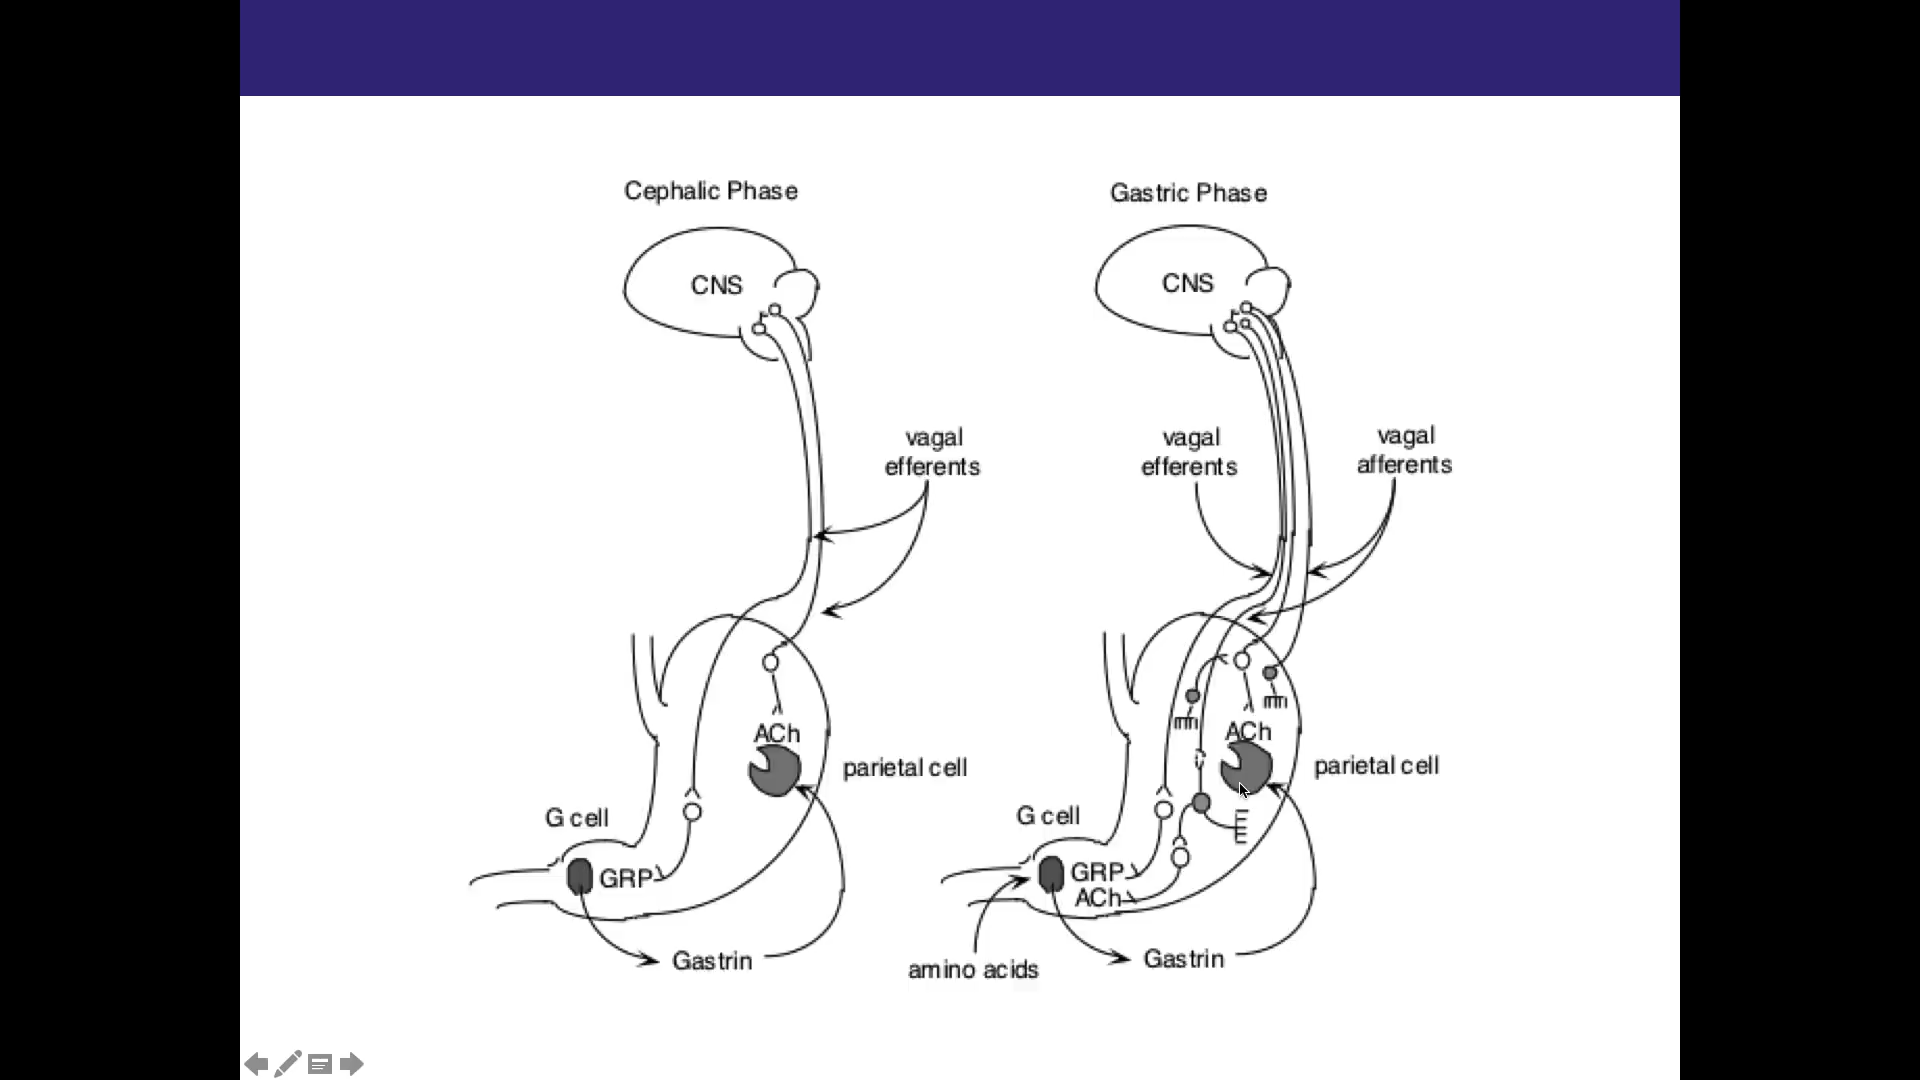 Cephalic Phase
CNS
vagal
efferents
ACh
parietal cell
G cell
GRP
Gastrin
Gastric Phase
CNS
vagal
efferents
vagal
afferents
ACh
parietal cell
G cell
GRP
ACh
amino acids
Gastrin